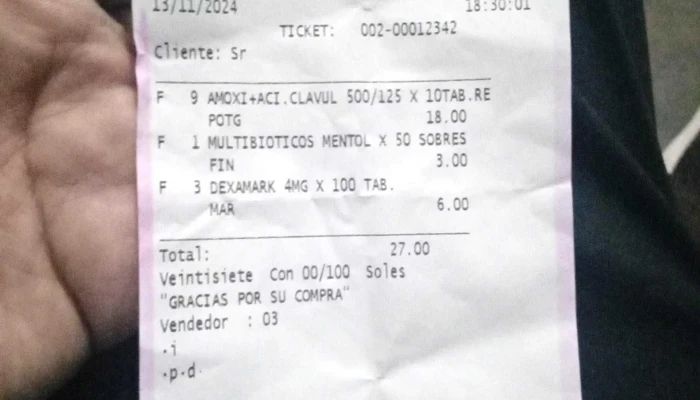 13/11/2024 18:30:01
TICKET: 002-00012342
Cliente: Sr
F 9 AMOXI+ACI.CLAVUL 500/125 X 10TAB.RE
POTG 18.00
F 1 MULTIBIOTICOS MENTOL X 50 SOBRES
FIN 3.00
F 3 DEXAMARK 4MG X 100 TAB.
MAR 6.00
Total: 27.00
Veintisiete Con 00/100 Soles
"GRACIAS POR SU COMPRA"
Vendedor : 03
.i
.p.d.